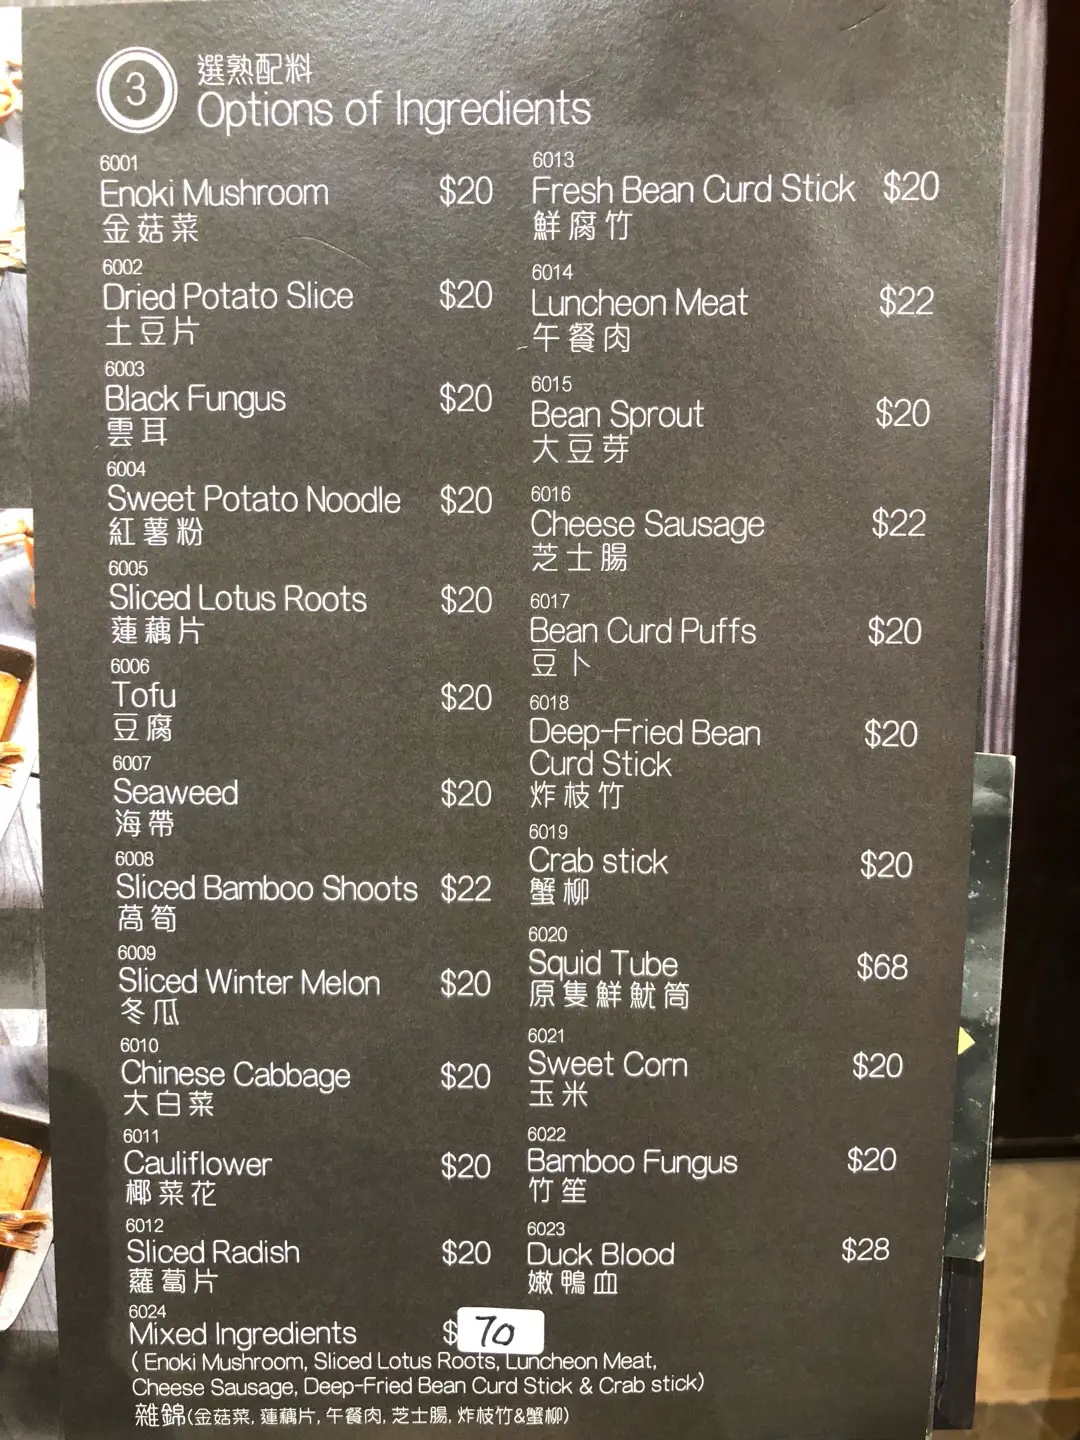 3
選熟配料
Options of Ingredients
6001
Enoki Mushroom $20
金菇菜
6002
Dried Potato Slice $20
土豆片
6003
Black Fungus $20
雲耳
6004
Sweet Potato Noodle $20
紅薯粉
6005
Sliced Lotus Roots $20
蓮藕片
6006
Tofu $20
豆腐
6007
Seaweed $20
海帶
6008
Sliced Bamboo Shoots $22
萵筍
6009
Sliced Winter Melon $20
冬瓜
6010
Chinese Cabbage $20
大白菜
6011
Cauliflower $20
椰菜花
6012
Sliced Radish $20
蘿蔔片
6013
Fresh Bean Curd Stick $20
鮮腐竹
6014
Luncheon Meat $22
午餐肉
6015
Bean Sprout $20
大豆芽
6016
Cheese Sausage $22
芝士腸
6017
Bean Curd Puffs $20
豆卜
6018
Deep-Fried Bean $20
Curd Stick
炸枝竹
6019
Crab stick $20
蟹柳
6020
Squid Tube $68
原隻鮮魷筒
6021
Sweet Corn $20
玉米
6022
Bamboo Fungus $20
竹笙
6023
Duck Blood $28
嫩鴨血
6024
Mixed Ingredients $70
( Enoki Mushroom, Sliced Lotus Roots, Luncheon Meat,
Cheese Sausage, Deep-Fried Bean Curd Stick & Crab stick)
雜錦(金菇菜, 蓮藕片, 午餐肉, 芝士腸, 炸枝竹&蟹柳)